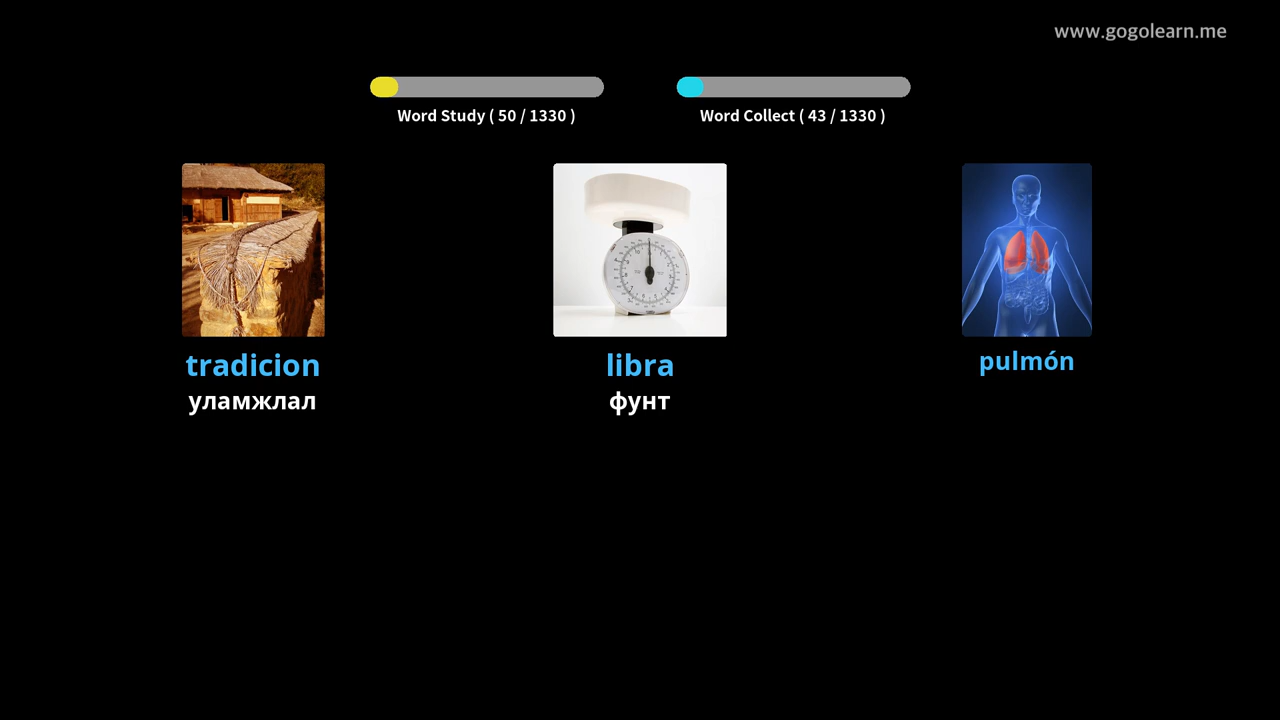 www.gogolearn.me
Word Study ( 50 / 1330 )
Word Collect ( 43 / 1330 )
tradicion
уламжлал
libra
фунт
pulmón